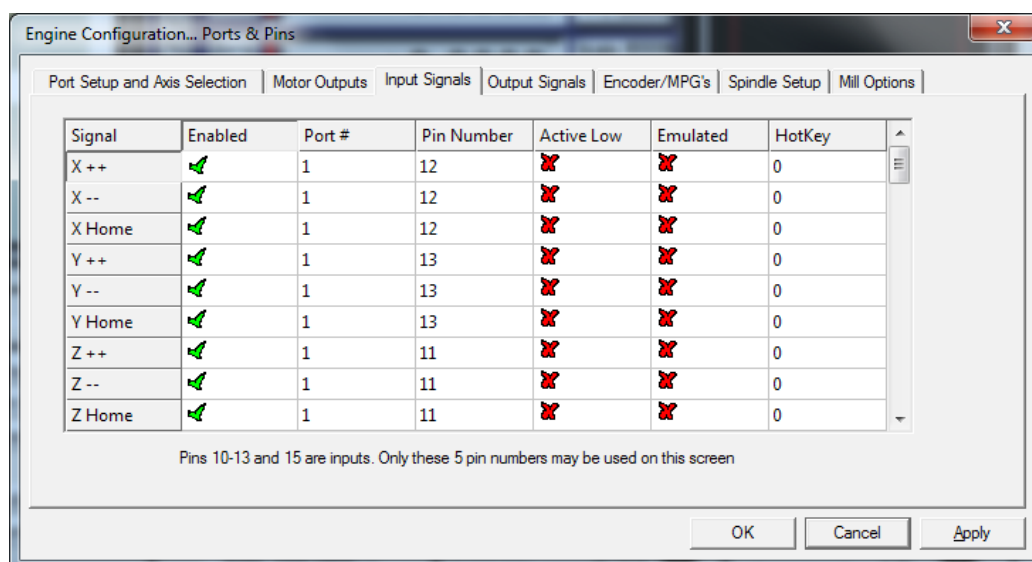 Engine Configuration... Ports & Pins
Port Setup and Axis Selection Motor Outputs Input Signals Output Signals Encoder/MPG's Spindle Setup Mill Options
Signal Enabled Port # Pin Number Active Low Emulated HotKey
X ++ 1 12 0
X -- 1 12 0
X Home 1 12 0
Y ++ 1 13 0
Y -- 1 13 0
Y Home 1 13 0
Z ++ 1 11 0
Z -- 1 11 0
Z Home 1 11 0
Pins 10-13 and 15 are inputs. Only these 5 pin numbers may be used on this screen
OK Cancel Apply